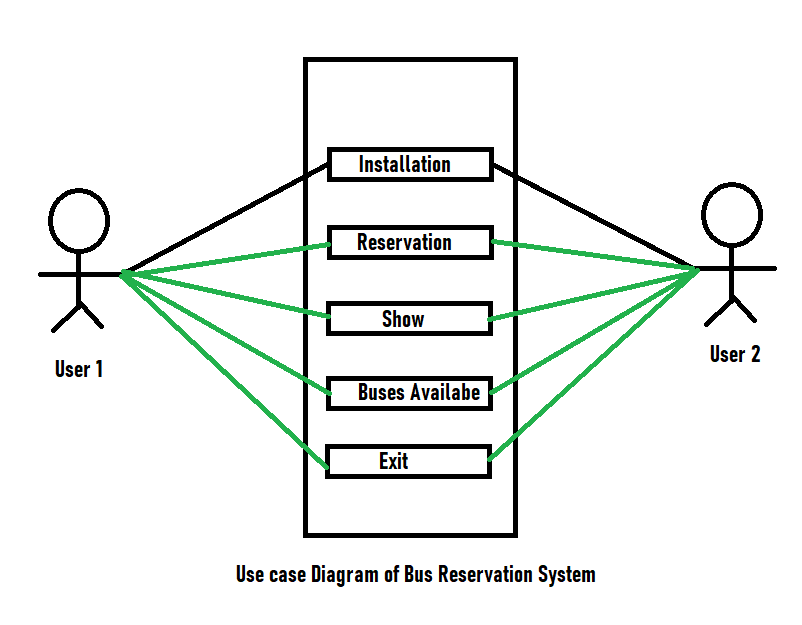 Installation
Reservation
Show
Buses Availabe
Exit
User 1
User 2
Use case Diagram of Bus Reservation System